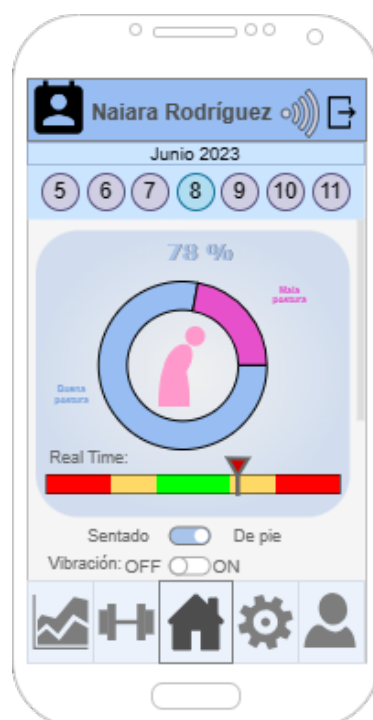 Naiara Rodríguez
Junio 2023
5 6 7 8 9 10 11
78 %
Mala
postura
Buena
postura
Real Time:
Sentado De pie
Vibración: OFF ON